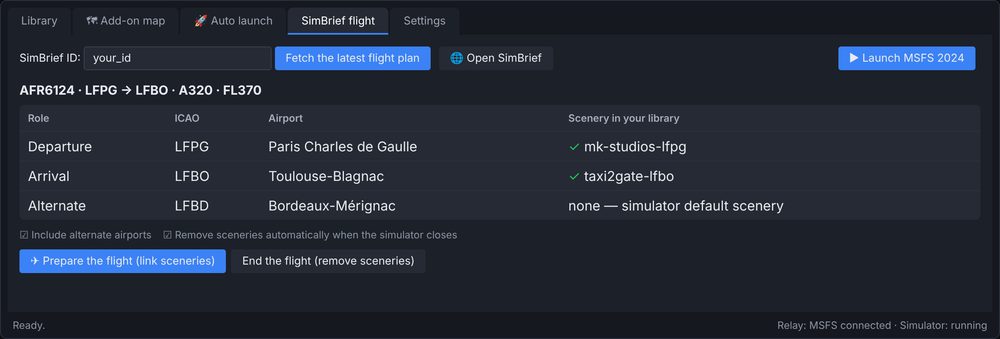 Library 🗺 Add-on map 🚀 Auto launch SimBrief flight Settings
SimBrief ID: your_id Fetch the latest flight plan 🌐 Open SimBrief ▶ Launch MSFS 2024
AFR6124 · LFPG → LFBO · A320 · FL370
Role ICAO Airport Scenery in your library
Departure LFPG Paris Charles de Gaulle ✓ mk-studios-lfpg
Arrival LFBO Toulouse-Blagnac ✓ taxi2gate-lfbo
Alternate LFBD Bordeaux-Mérignac none — simulator default scenery
☑ Include alternate airports ☑ Remove sceneries automatically when the simulator closes
✈ Prepare the flight (link sceneries) End the flight (remove sceneries)
Ready. Relay: MSFS connected · Simulator: running